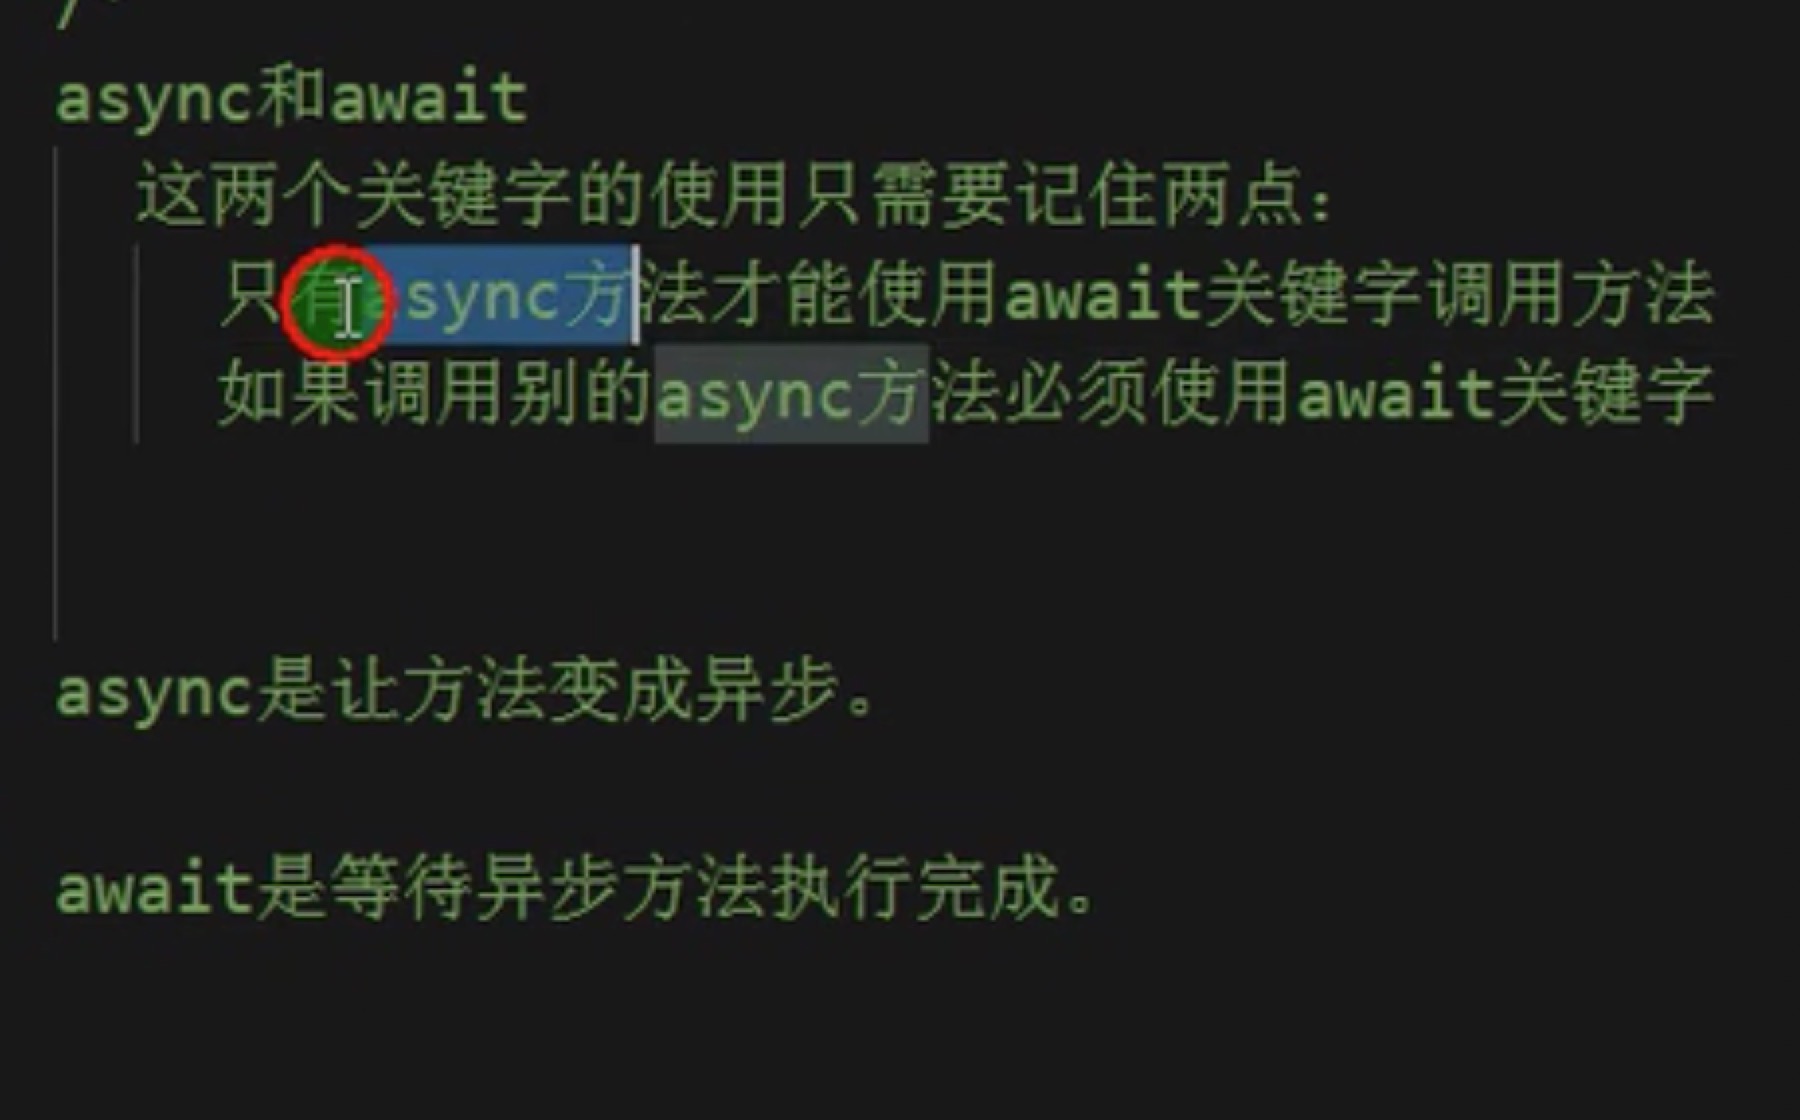 /*
async和await
这两个关键字的使用只需要记住两点：
只有async方法才能使用await关键字调用方法
如果调用别的async方法必须使用await关键字
async是让方法变成异步。
await是等待异步方法执行完成。